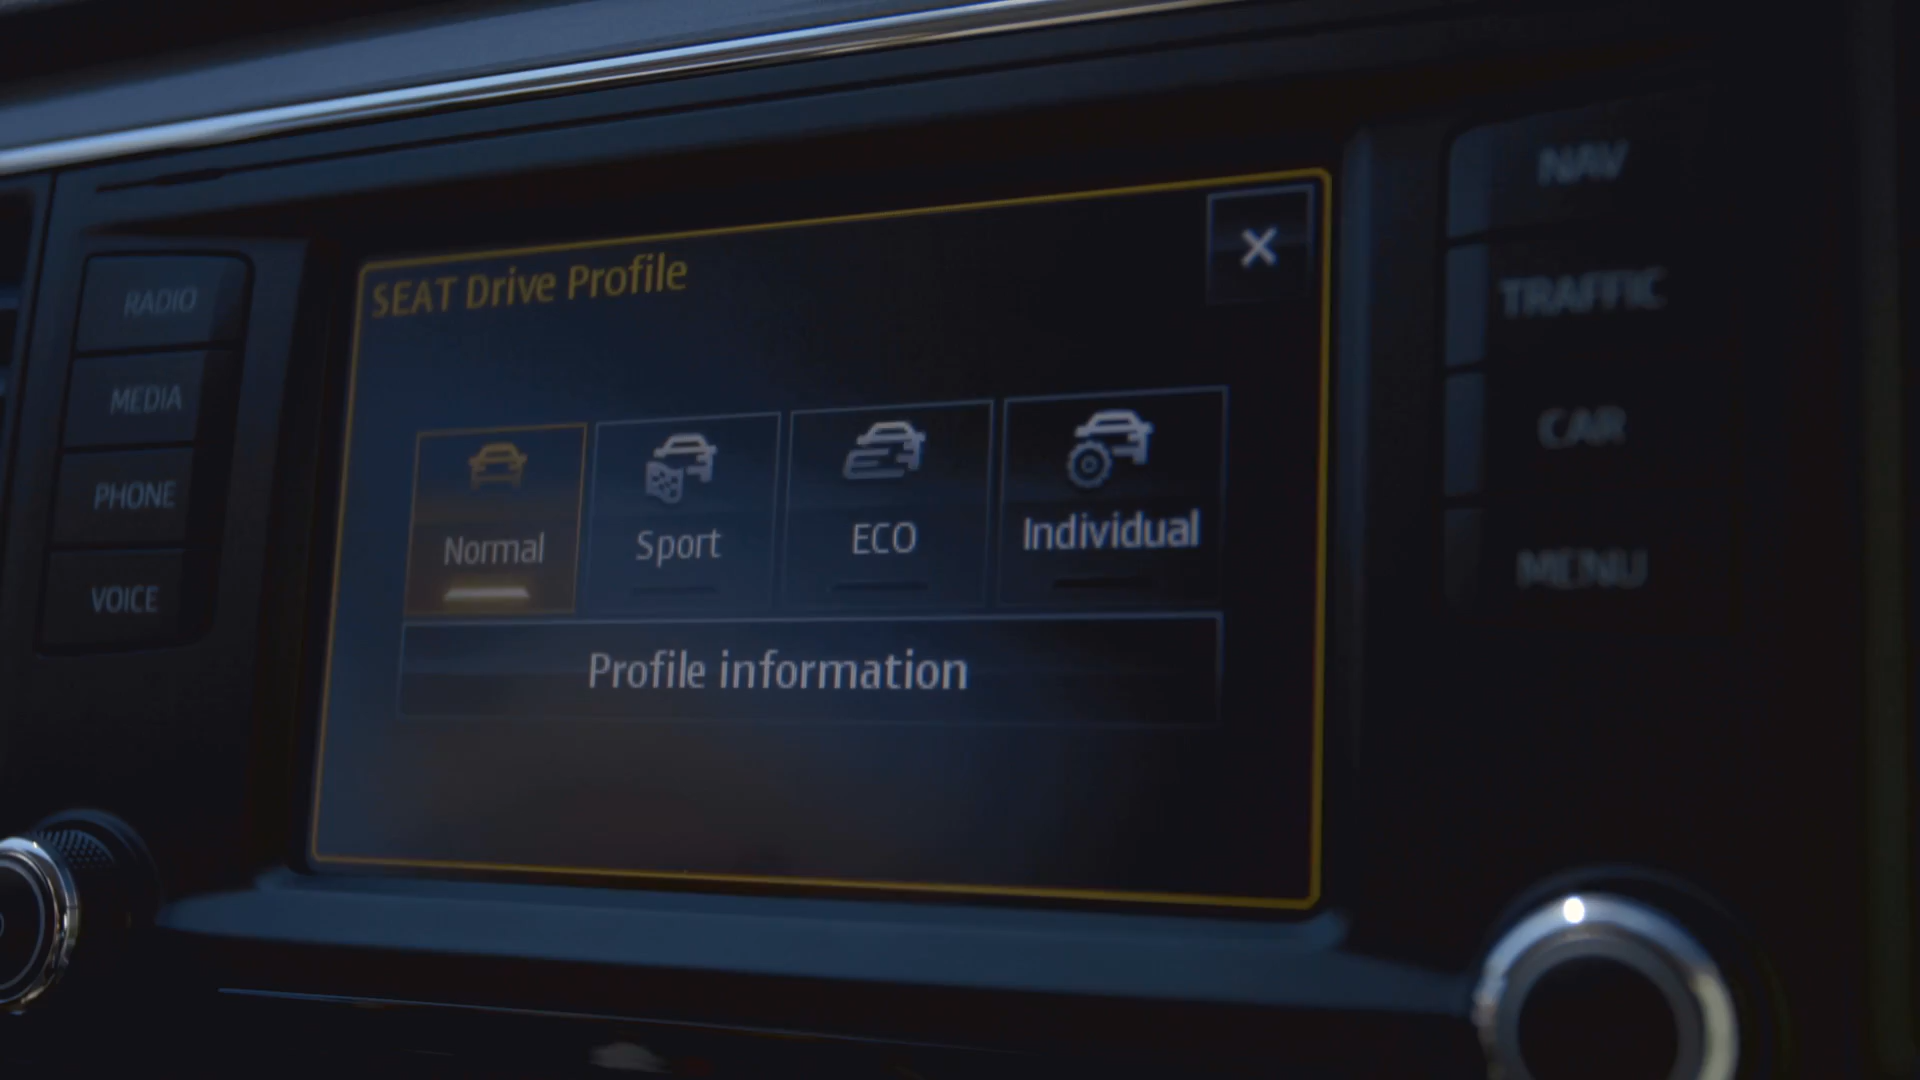 RADIO
MEDIA
PHONE
VOICE
SEAT Drive Profile
Normal
Sport
ECO
Individual
Profile information
NAV
TRAFFIC
CAR
MENU